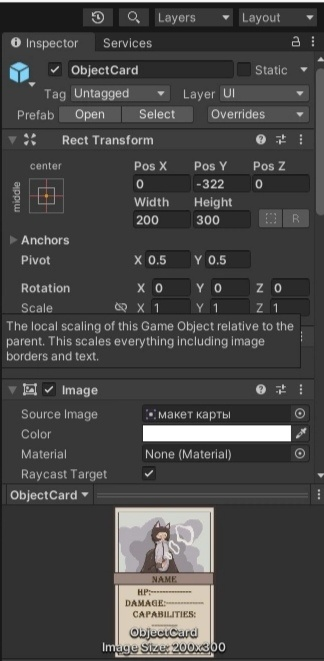 Layers
Layout
Inspector
Services
ObjectCard
Static
Tag Untagged Layer UI
Prefab Open Select Overrides
Rect Transform
center
middle
Pos X Pos Y Pos Z
0 -322 0
Width Height
200 300
R
Anchors
Pivot X 0.5 Y 0.5
Rotation X 0 Y 0 Z 0
Scale X 1 Y 1 Z 1
The local scaling of this Game Object relative to the
parent. This scales everything including image
borders and text.
Image
Source Image макет карты
Color
Material None (Material)
Raycast Target
ObjectCard
NAME
HP:
DAMAGE:
CAPABILITIES:
ObjectCard
Image Size: 200x300